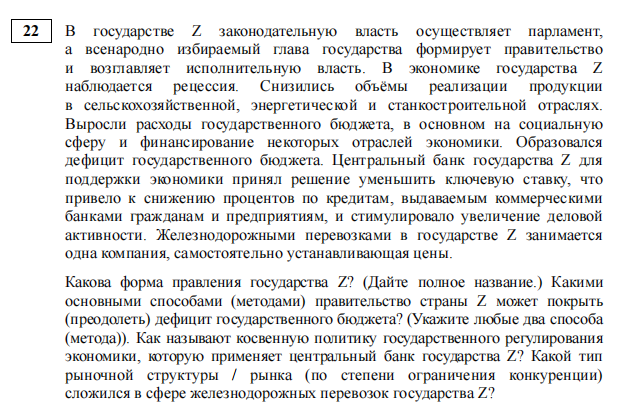 22
В государстве Z законодательную власть осуществляет парламент,
а всенародно избираемый глава государства формирует правительство
и возглавляет исполнительную власть. В экономике государства Z
наблюдается рецессия. Снизились объёмы реализации продукции
в сельскохозяйственной, энергетической и станкостроительной отраслях.
Выросли расходы государственного бюджета, в основном на социальную
сферу и финансирование некоторых отраслей экономики. Образовался
дефицит государственного бюджета. Центральный банк государства Z для
поддержки экономики принял решение уменьшить ключевую ставку, что
привело к снижению процентов по кредитам, выдаваемым коммерческими
банками гражданам и предприятиям, и стимулировало увеличение деловой
активности. Железнодорожными перевозками в государстве Z занимается
одна компания, самостоятельно устанавливающая цены.
Какова форма правления государства Z? (Дайте полное название.) Какими
основными способами (методами) правительство страны Z может покрыть
(преодолеть) дефицит государственного бюджета? (Укажите любые два способа
(метода)). Как называют косвенную политику государственного регулирования
экономики, которую применяет центральный банк государства Z? Какой тип
рыночной структуры / рынка (по степени ограничения конкуренции)
сложился в сфере железнодорожных перевозок государства Z?